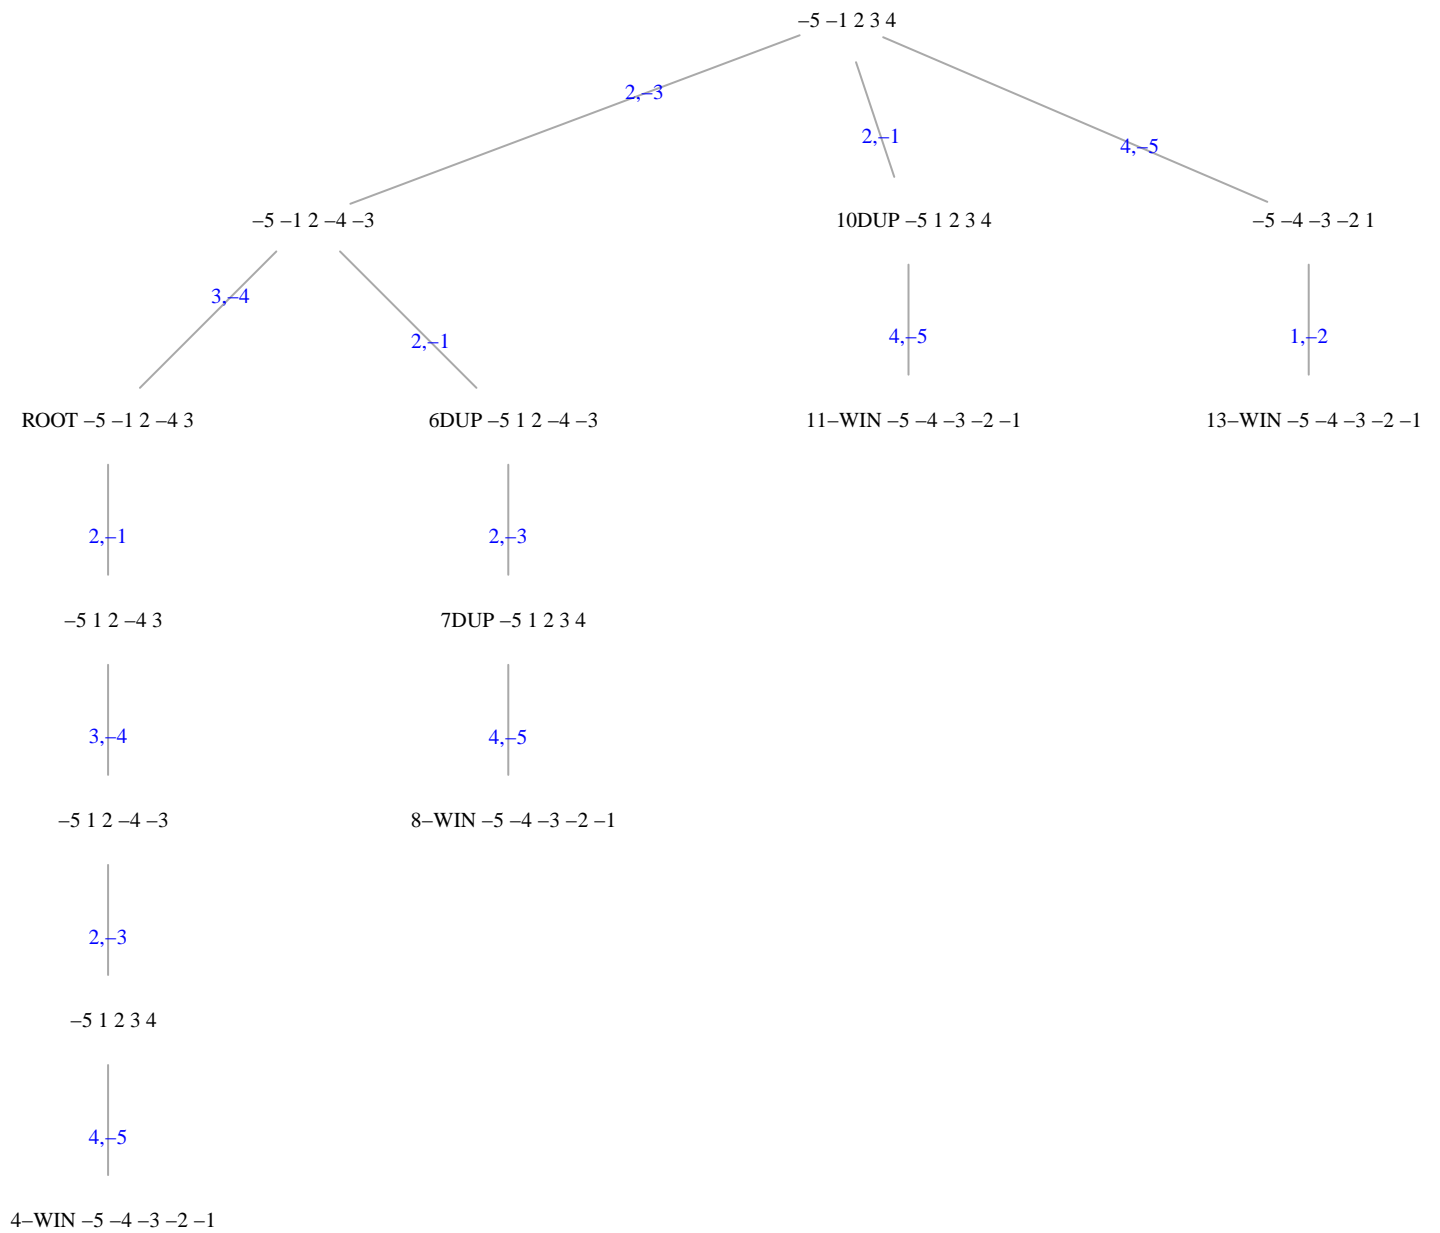 –5 –1 2 3 4
2,–3
2,–1
4,–5
–5 –1 2 –4 –3
10DUP –5 1 2 3 4
–5 –4 –3 –2 1
3,–4
2,–1
4,–5
1,–2
ROOT –5 –1 2 –4 3
6DUP –5 1 2 –4 –3
11–WIN –5 –4 –3 –2 –1
13–WIN –5 –4 –3 –2 –1
2,–1
2,–3
–5 1 2 –4 3
7DUP –5 1 2 3 4
3,–4
4,–5
–5 1 2 –4 –3
8–WIN –5 –4 –3 –2 –1
2,–3
–5 1 2 3 4
4,–5
4–WIN –5 –4 –3 –2 –1